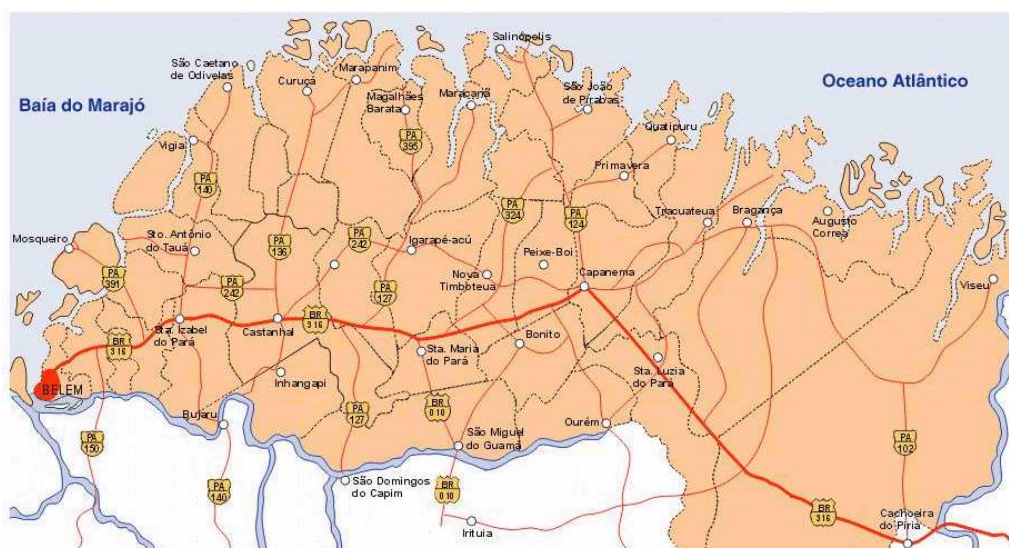 Salinópolis
São Caetano
de Odivelas
Curuçá
Marapanim
Oceano Atlântico
Baía do Marajó
Magalhães
Barata
Maracanã
São João
de Pirabas
Quatipuru
Vigia
PA
395
Primavera
PA
140
PA
324
PA
124
Tracuateua
Bragança
Augusto
Correa
Mosqueiro
Sto. Antônio
do Tauá
PA
136
PA
242
Igarapé-acú
Peixe-Boi
PA
391
PA
242
PA
127
Nova
Timboteua
Capanema
Viseu
Sta. Izabel
do Pará
Castanhal
BR
316
BR
316
Sta. Maria
do Pará
Bonito
Sta. Luzia
do Pará
BELEM
Inhangapi
Bujaru
PA
127
BR
010
São Miguel
do Guamá
Ourém
PA
150
PA
102
PA
140
São Domingos
do Capim
BR
010
Irituia
BR
316
Cachoeira
do Piriá